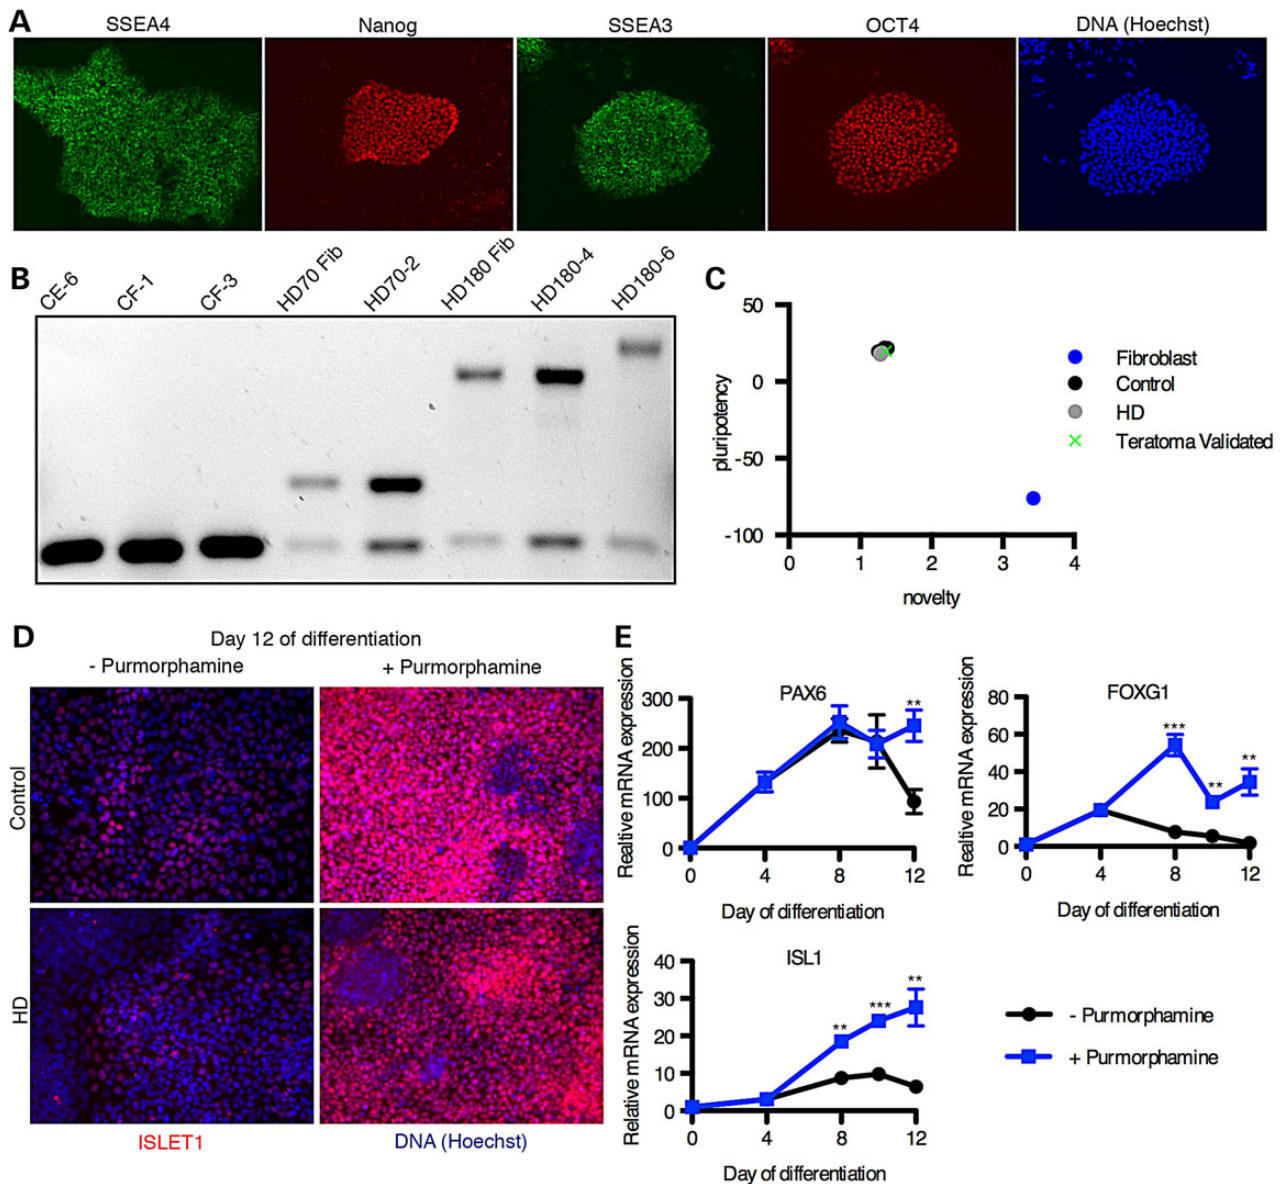 A
SSEA4 Nanog SSEA3 OCT4 DNA (Hoechst)
B
CE-6 CF-1 CF-3 HD70 Fib HD70-2 HD180 Fib HD180-4 HD180-6
C
50
0
-50
-100
pluripotency
0 1 2 3 4
novelty
Fibroblast
Control
HD
Teratoma Validated
D
Day 12 of differentiation
- Purmorphamine + Purmorphamine
Control
HD
ISLET1 DNA (Hoechst)
E
PAX6
Realtive mRNA expression
300
200
100
0
0 4 8 12
**
Day of differentiation
FOXG1
Realtive mRNA expression
80
60
40
20
0
0 4 8 12
*** ** **
Day of differentiation
ISL1
Relative mRNA expression
40
30
20
10
0
0 4 8 12
** *** **
Day of differentiation
- Purmorphamine
+ Purmorphamine